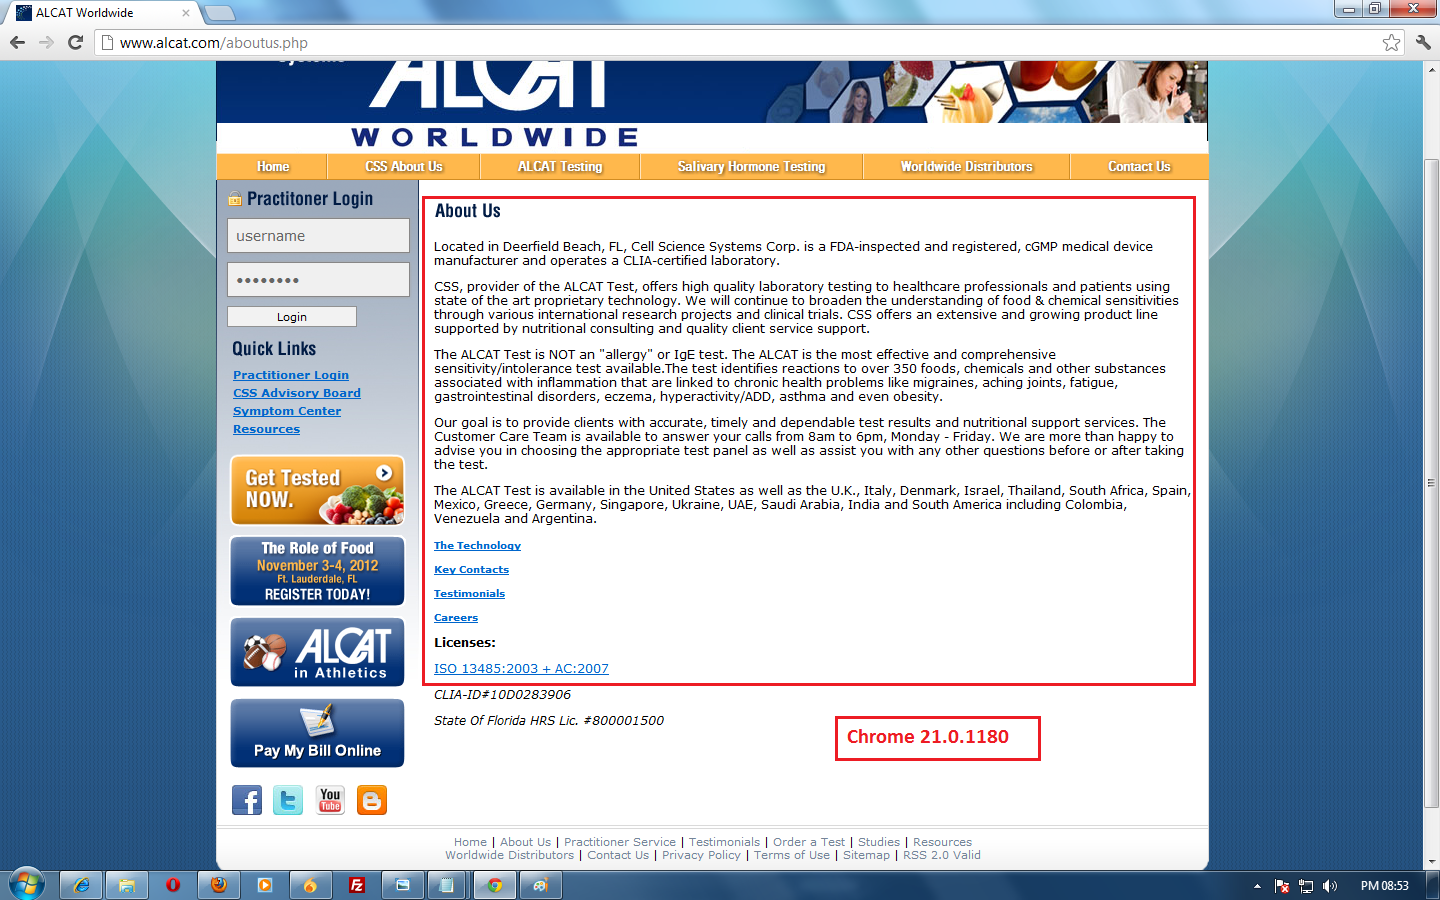 ALCAT Worldwide
www.alcat.com/aboutus.php
Systems
ALCAT
WORLDWIDE
Home
CSS About Us
ALCAT Testing
Salivary Hormone Testing
Worldwide Distributors
Contact Us
Practitoner Login
username
••••••••
Login
Quick Links
Practitioner Login
CSS Advisory Board
Symptom Center
Resources
Get Tested
NOW.
The Role of Food
November 3-4, 2012
Ft. Lauderdale, FL
REGISTER TODAY!
ALCAT
in Athletics
Pay My Bill Online
You
Tube
About Us
Located in Deerfield Beach, FL, Cell Science Systems Corp. is a FDA-inspected and registered, cGMP medical device
manufacturer and operates a CLIA-certified laboratory.
CSS, provider of the ALCAT Test, offers high quality laboratory testing to healthcare professionals and patients using
state of the art proprietary technology. We will continue to broaden the understanding of food & chemical sensitivities
through various international research projects and clinical trials. CSS offers an extensive and growing product line
supported by nutritional consulting and quality client service support.
The ALCAT Test is NOT an "allergy" or IgE test. The ALCAT is the most effective and comprehensive
sensitivity/intolerance test available.The test identifies reactions to over 350 foods, chemicals and other substances
associated with inflammation that are linked to chronic health problems like migraines, aching joints, fatigue,
gastrointestinal disorders, eczema, hyperactivity/ADD, asthma and even obesity.
Our goal is to provide clients with accurate, timely and dependable test results and nutritional support services. The
Customer Care Team is available to answer your calls from 8am to 6pm, Monday - Friday. We are more than happy to
advise you in choosing the appropriate test panel as well as assist you with any other questions before or after taking
the test.
The ALCAT Test is available in the United States as well as the U.K., Italy, Denmark, Israel, Thailand, South Africa, Spain,
Mexico, Greece, Germany, Singapore, Ukraine, UAE, Saudi Arabia, India and South America including Colombia,
Venezuela and Argentina.
The Technology
Key Contacts
Testimonials
Careers
Licenses:
ISO 13485:2003 + AC:2007
CLIA-ID#10D0283906
State Of Florida HRS Lic. #800001500
Chrome 21.0.1180
Home | About Us | Practitioner Service | Testimonials | Order a Test | Studies | Resources
Worldwide Distributors | Contact Us | Privacy Policy | Terms of Use | Sitemap | RSS 2.0 Valid
PM 08:53